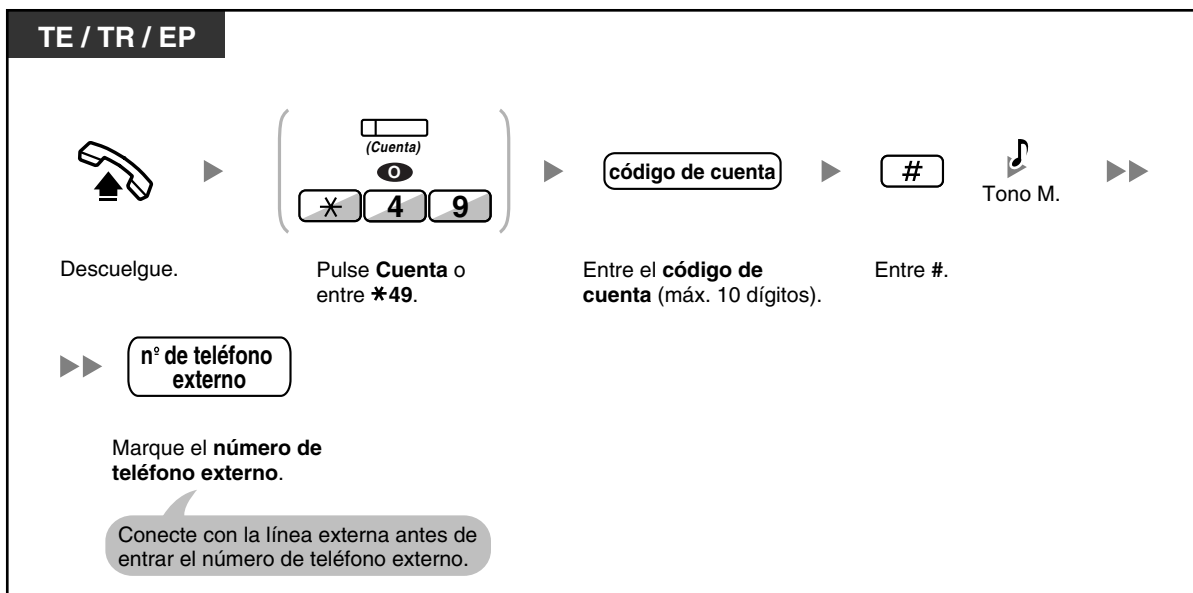 TE / TR / EP
(Cuenta)
O
* 4 9
código de cuenta
#
Tono M.
Descuelgue.
Pulse Cuenta o
entre *49.
Entre el código de
cuenta (máx. 10 dígitos).
Entre #.
nº de teléfono
externo
Marque el número de
teléfono externo.
Conecte con la línea externa antes de
entrar el número de teléfono externo.